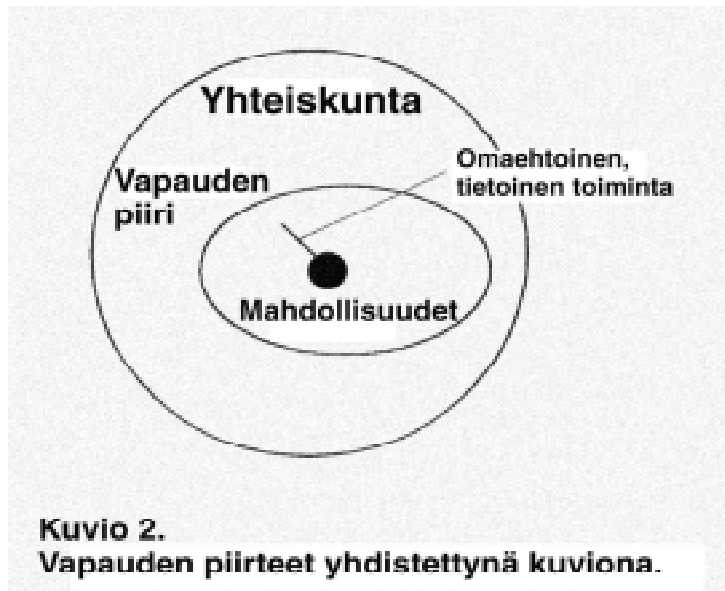 Yhteiskunta
Omaehtoinen,
tietoinen toiminta
Vapauden
piiri
Mahdollisuudet
Kuvio 2.
Vapauden piirteet yhdistettynä kuviona.